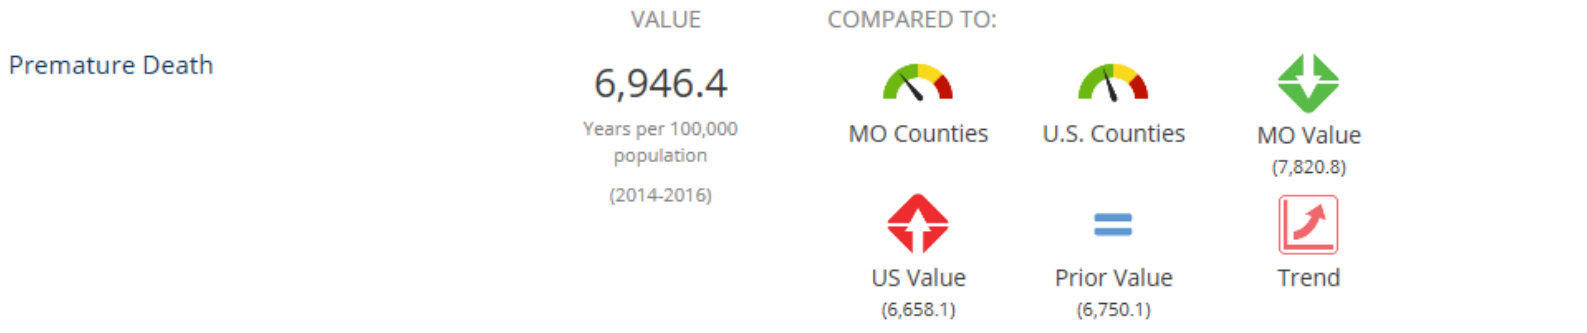 VALUE
COMPARED TO:
Premature Death
6,946.4
Years per 100,000
population
(2014-2016)
MO Counties
U.S. Counties
MO Value
(7,820.8)
US Value
(6,658.1)
Prior Value
(6,750.1)
Trend